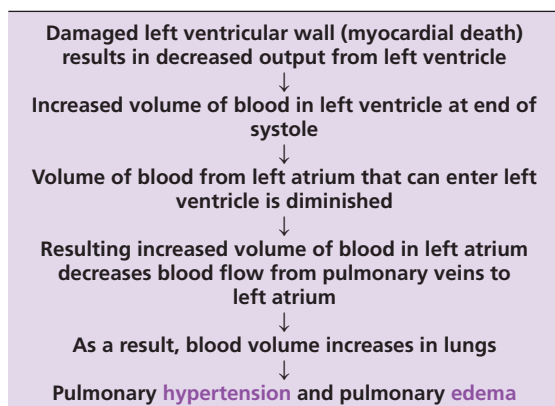 Damaged left ventricular wall (myocardial death)
results in decreased output from left ventricle
↓
Increased volume of blood in left ventricle at end of
systole
↓
Volume of blood from left atrium that can enter left
ventricle is diminished
↓
Resulting increased volume of blood in left atrium
decreases blood flow from pulmonary veins to
left atrium
↓
As a result, blood volume increases in lungs
↓
Pulmonary hypertension and pulmonary edema